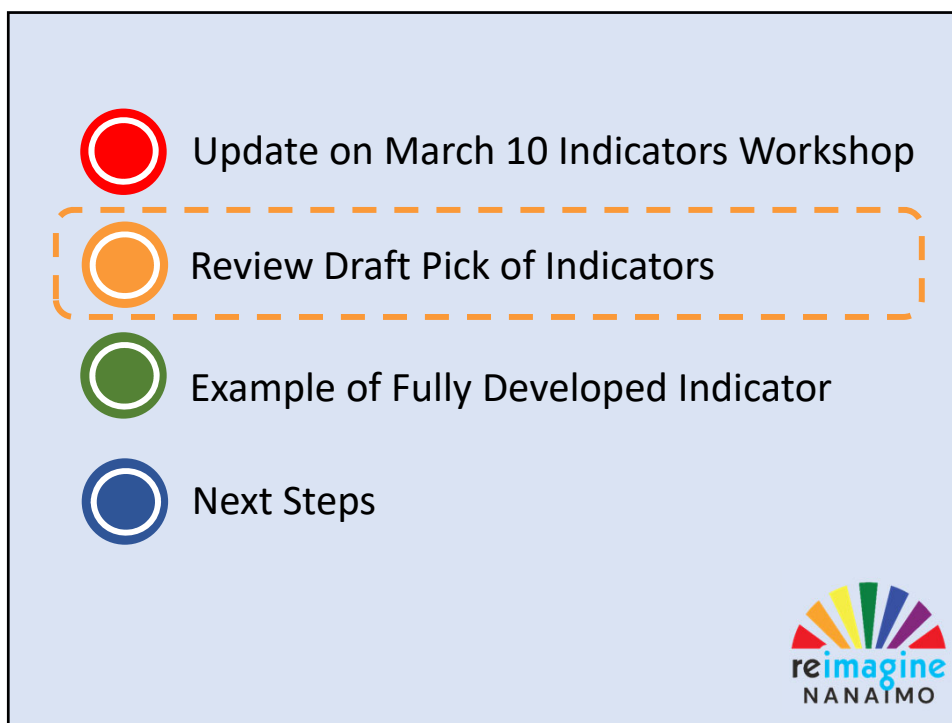 Update on March 10 Indicators Workshop
Review Draft Pick of Indicators
Example of Fully Developed Indicator
Next Steps
reimagine
NANAIMO